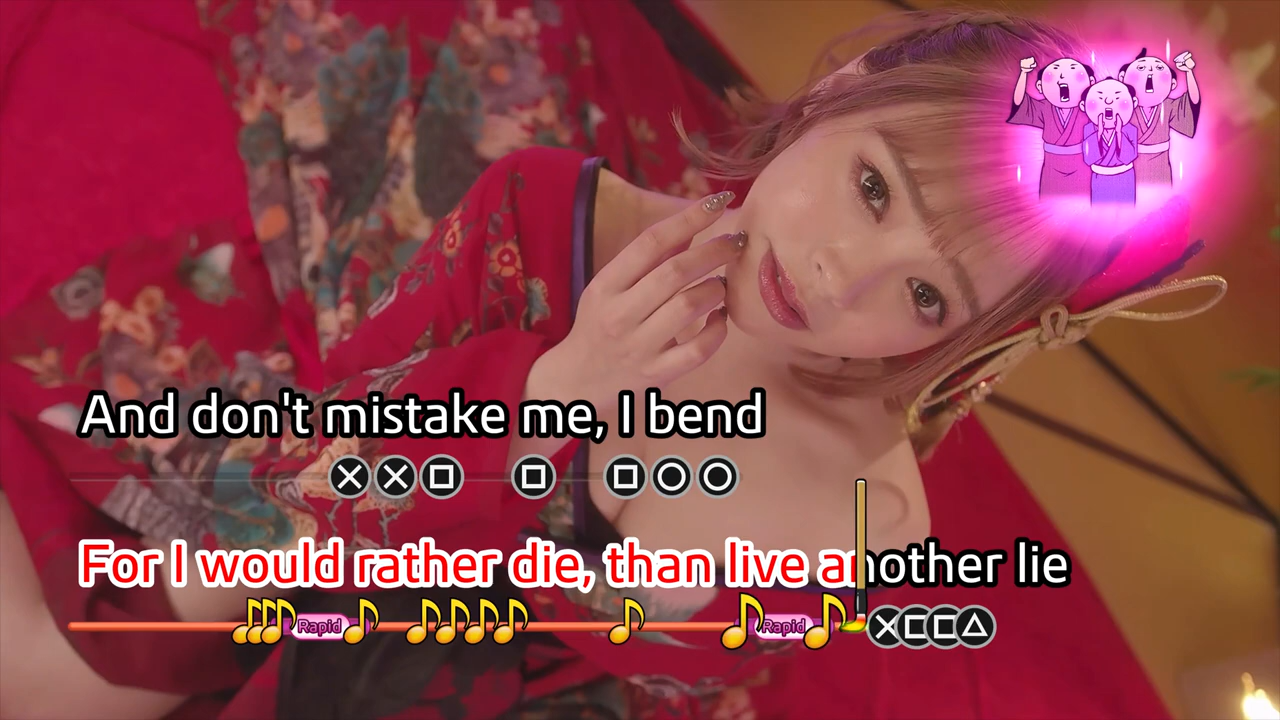 And don't mistake me, I bend
For I would rather die, than live another lie
Rapid Rapid